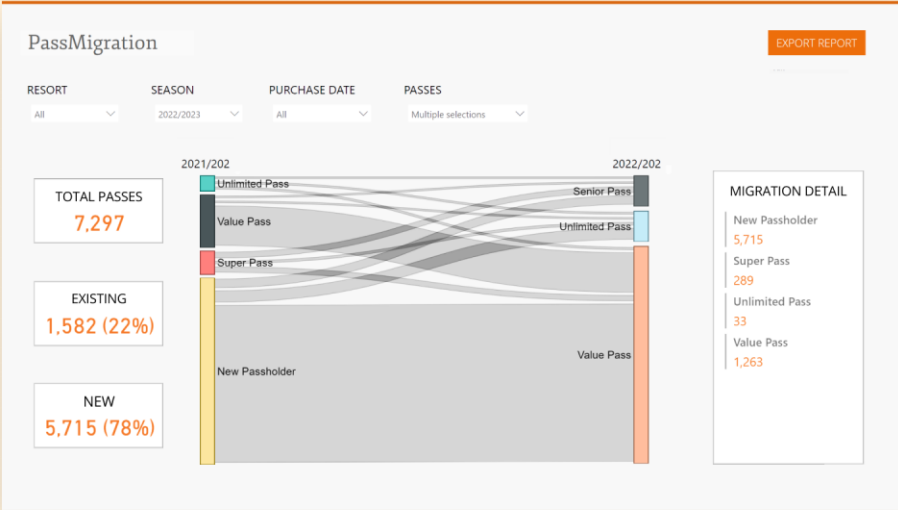 PassMigration
EXPORT REPORT
RESORT
SEASON
PURCHASE DATE
PASSES
All
2022/2023
All
Multiple selections
2021/202
2022/202
TOTAL PASSES
7,297
EXISTING
1,582 (22%)
NEW
5,715 (78%)
Unlimited Pass
Value Pass
Super Pass
New Passholder
Senior Pass
Unlimited Pass
Value Pass
MIGRATION DETAIL
New Passholder
5,715
Super Pass
289
Unlimited Pass
33
Value Pass
1,263